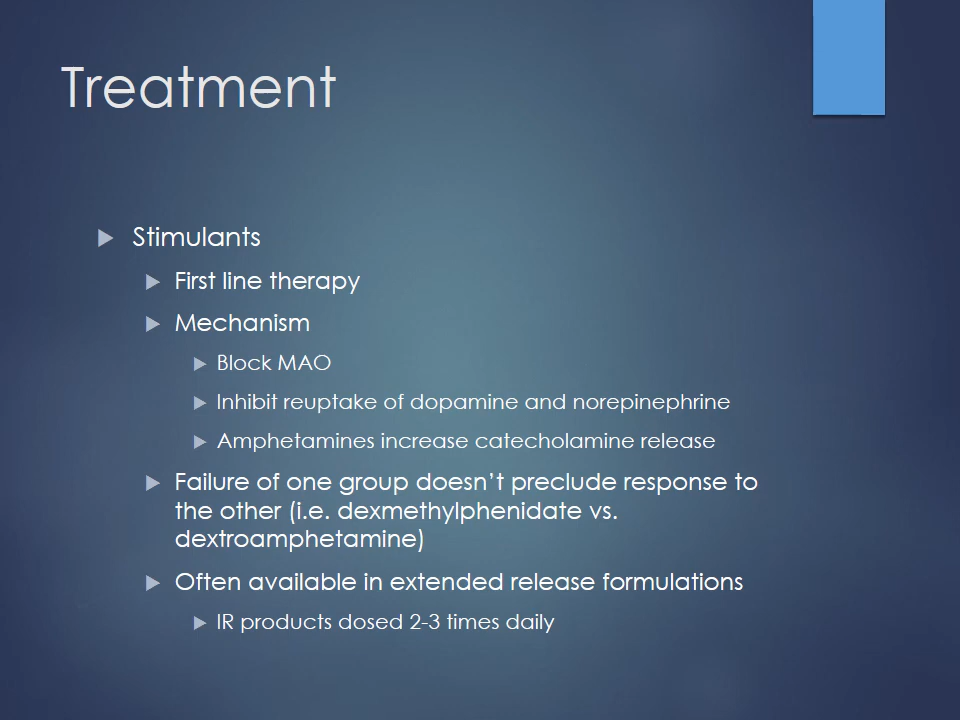 Treatment
Stimulants
First line therapy
Mechanism
Block MAO
Inhibit reuptake of dopamine and norepinephrine
Amphetamines increase catecholamine release
Failure of one group doesn’t preclude response to
the other (i.e. dexmethylphenidate vs.
dextroamphetamine)
Often available in extended release formulations
IR products dosed 2-3 times daily